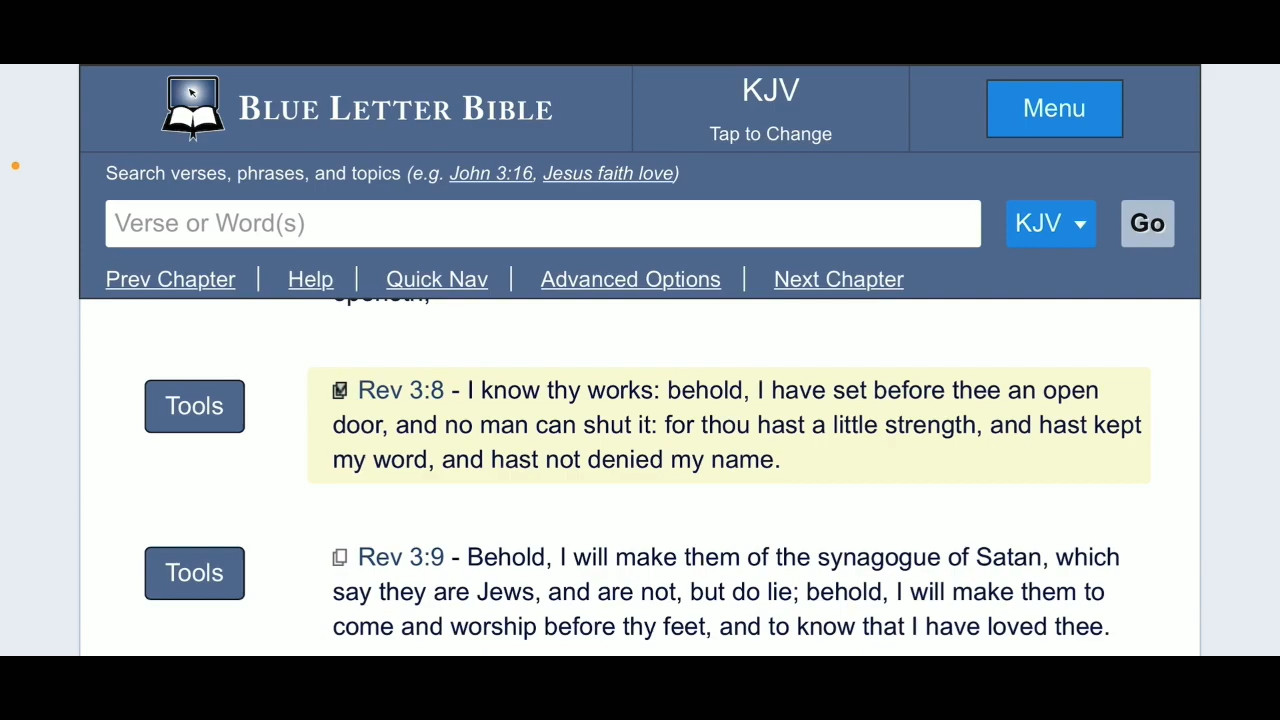 BLUE LETTER BIBLE
KJV
Tap to Change
Menu
Search verses, phrases, and topics (e.g. John 3:16, Jesus faith love)
Verse or Word(s)
KJV
Go
Prev Chapter | Help | Quick Nav | Advanced Options | Next Chapter
Tools
Rev 3:8 - I know thy works: behold, I have set before thee an open
door, and no man can shut it: for thou hast a little strength, and hast kept
my word, and hast not denied my name.
Tools
Rev 3:9 - Behold, I will make them of the synagogue of Satan, which
say they are Jews, and are not, but do lie; behold, I will make them to
come and worship before thy feet, and to know that I have loved thee.